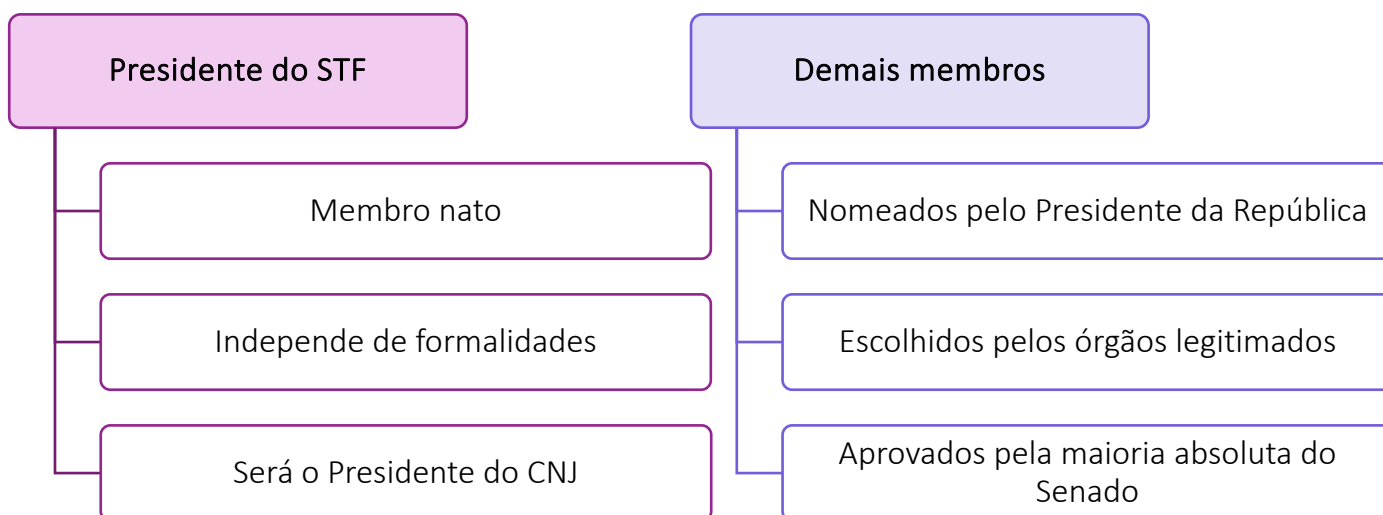 Presidente do STF
Membro nato
Independe de formalidades
Será o Presidente do CNJ
Demais membros
Nomeados pelo Presidente da República
Escolhidos pelos órgãos legitimados
Aprovados pela maioria absoluta do
Senado